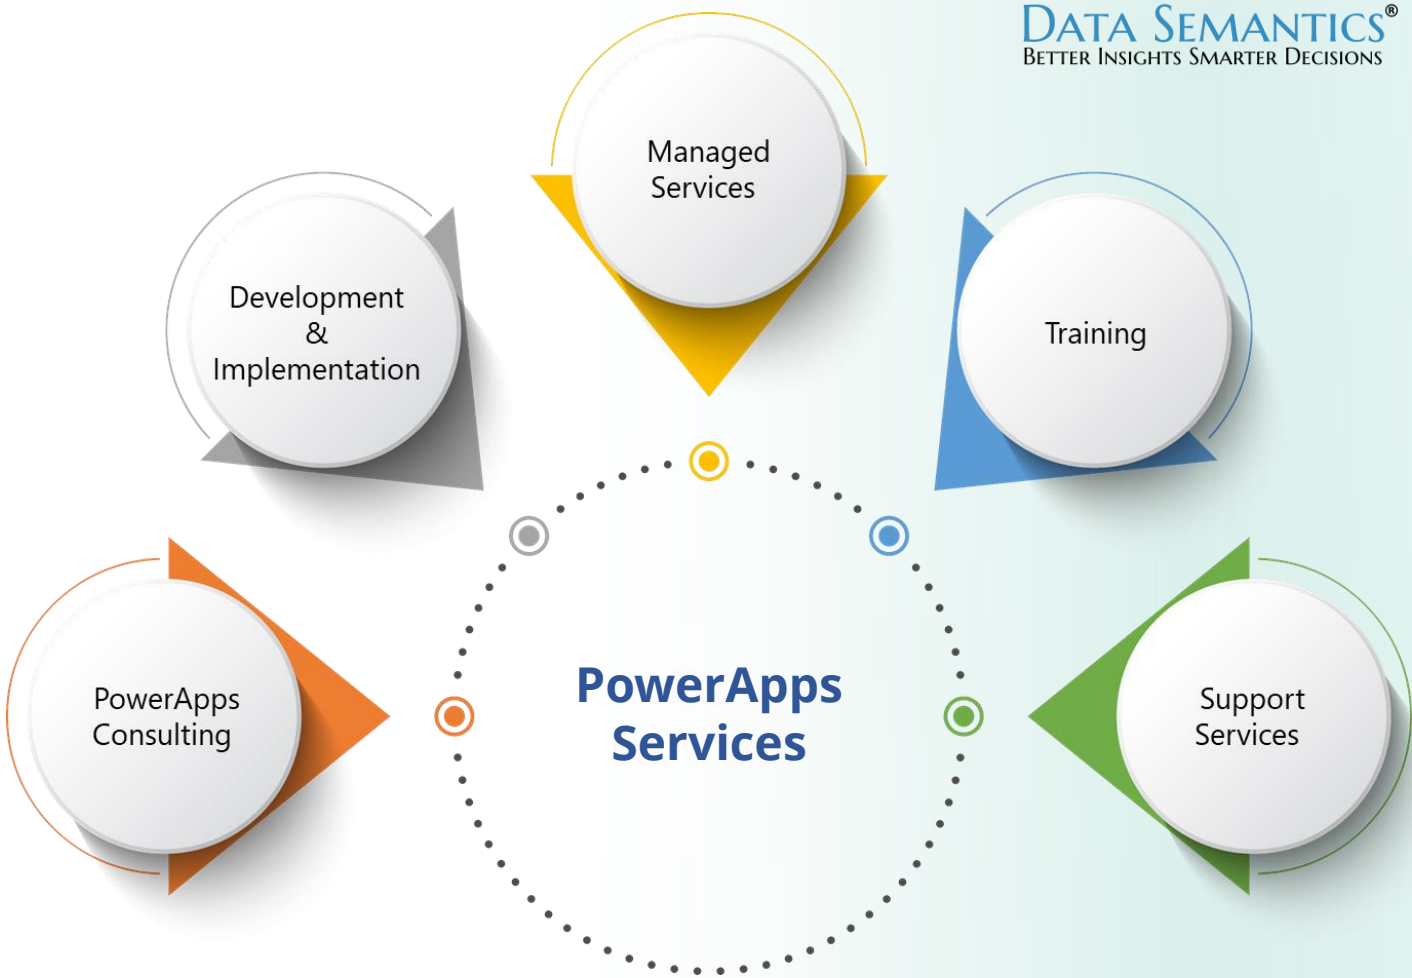 DATA SEMANTICS®
BETTER INSIGHTS SMARTER DECISIONS
Managed
Services
Development
&
Implementation
Training
PowerApps
Consulting
PowerApps
Services
Support
Services